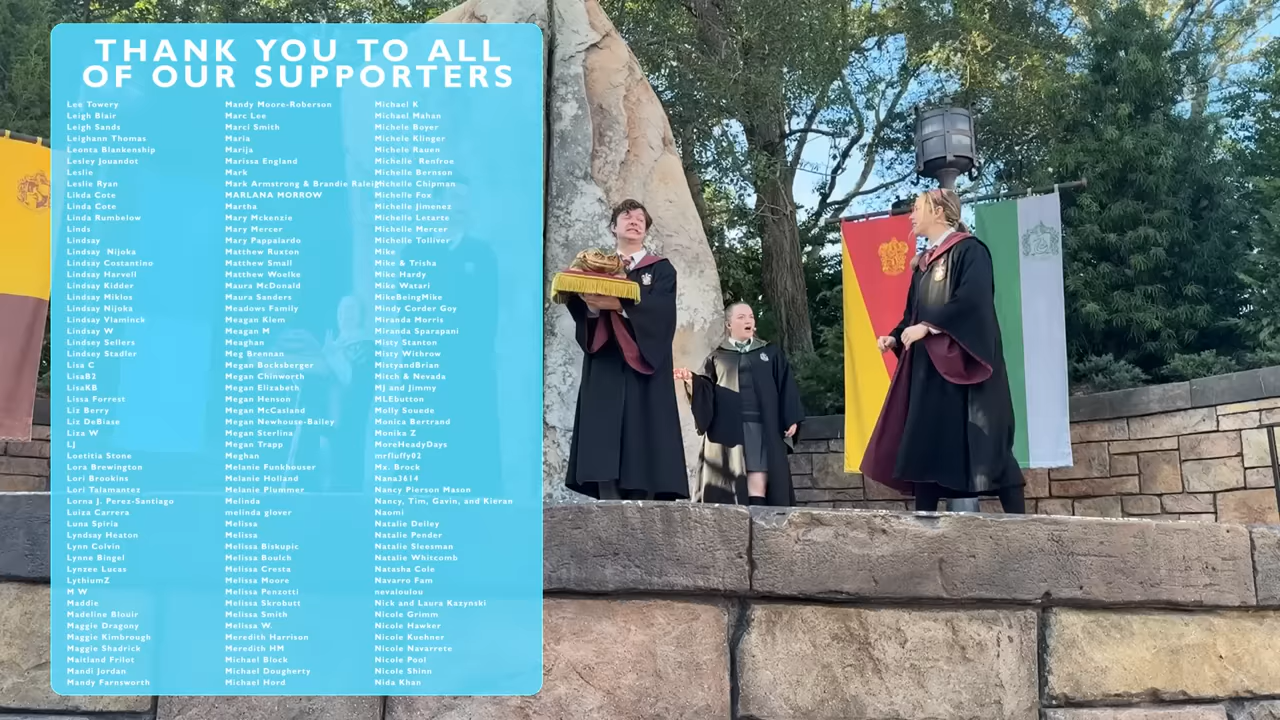 THANK YOU TO ALL
OF OUR SUPPORTERS
Lee Towery
Leigh Blair
Leigh Sands
Leighann Thomas
Leonta Blankenship
Lesley Jouandot
Leslie
Leslie Ryan
Likda Cote
Linda Cote
Linda Rumbelow
Linds
Lindsay
Lindsay Nijoka
Lindsay Costantino
Lindsay Harvell
Lindsay Kidder
Lindsay Miklos
Lindsay Nijoka
Lindsay Vlaminck
Lindsay W
Lindsey Sellers
Lindsey Stadler
Lisa C
LisaB2
LisaKB
Lissa Forrest
Liz Berry
Liz DeBiase
Liza W
LJ
Loetitia Stone
Lora Brewington
Lori Brookins
Lori Talamantez
Lorna J. Perez-Santiago
Luiza Carrera
Luna Spiria
Lyndsay Heaton
Lynn Colvin
Lynne Bingel
Lynzee Lucas
LythiumZ
M W
Maddie
Madeline Blouir
Maggie Dragony
Maggie Kimbrough
Maggie Shadrick
Maitland Frilot
Mandi Jordan
Mandy Farnsworth
Mandy Moore-Roberson
Marc Lee
Marci Smith
Maria
Marija
Marissa England
Mark
Mark Armstrong & Brandie Raleigh
MARLANA MORROW
Martha
Mary Mckenzie
Mary Mercer
Mary Pappalardo
Matthew Ruxton
Matthew Small
Matthew Woelke
Maura McDonald
Maura Sanders
Meadows Family
Meagan Klem
Meagan M
Meaghan
Meg Brennan
Megan Bocksberger
Megan Chinworth
Megan Elizabeth
Megan Henson
Megan McCasland
Megan Newhouse-Bailey
Megan Sterlina
Megan Trapp
Meghan
Melanie Funkhouser
Melanie Holland
Melanie Plummer
Melinda
melinda glover
Melissa
Melissa
Melissa Biskupic
Melissa Boulch
Melissa Cresta
Melissa Moore
Melissa Penzotti
Melissa Skrobutt
Melissa Smith
Melissa W.
Meredith Harrison
Meredith HM
Michael Block
Michael Dougherty
Michael Hord
Michael K
Michael Mahan
Michele Boyer
Michele Klinger
Michele Rauen
Michelle Renfroe
Michelle Bernson
Michelle Chipman
Michelle Fox
Michelle Jimenez
Michelle Letarte
Michelle Mercer
Michelle Tolliver
Mike
Mike & Trisha
Mike Hardy
Mike Watari
MikeBeingMike
Mindy Corder Goy
Miranda Morris
Miranda Sparapani
Misty Stanton
Misty Withrow
MistyandBrian
Mitch & Nevada
MJ and Jimmy
MLEbutton
Molly Souede
Monica Bertrand
Monika Z
MoreHeadyDays
mrfluffy02
Mx. Brock
Nana3614
Nancy Pierson Mason
Nancy, Tim, Gavin, and Kieran
Naomi
Natalie Deiley
Natalie Pender
Natalie Sleesman
Natalie Whitcomb
Natasha Cole
Navarro Fam
nevaloulou
Nick and Laura Kazynski
Nicole Grimm
Nicole Hawker
Nicole Kuehner
Nicole Navarrete
Nicole Pool
Nicole Shinn
Nida Khan